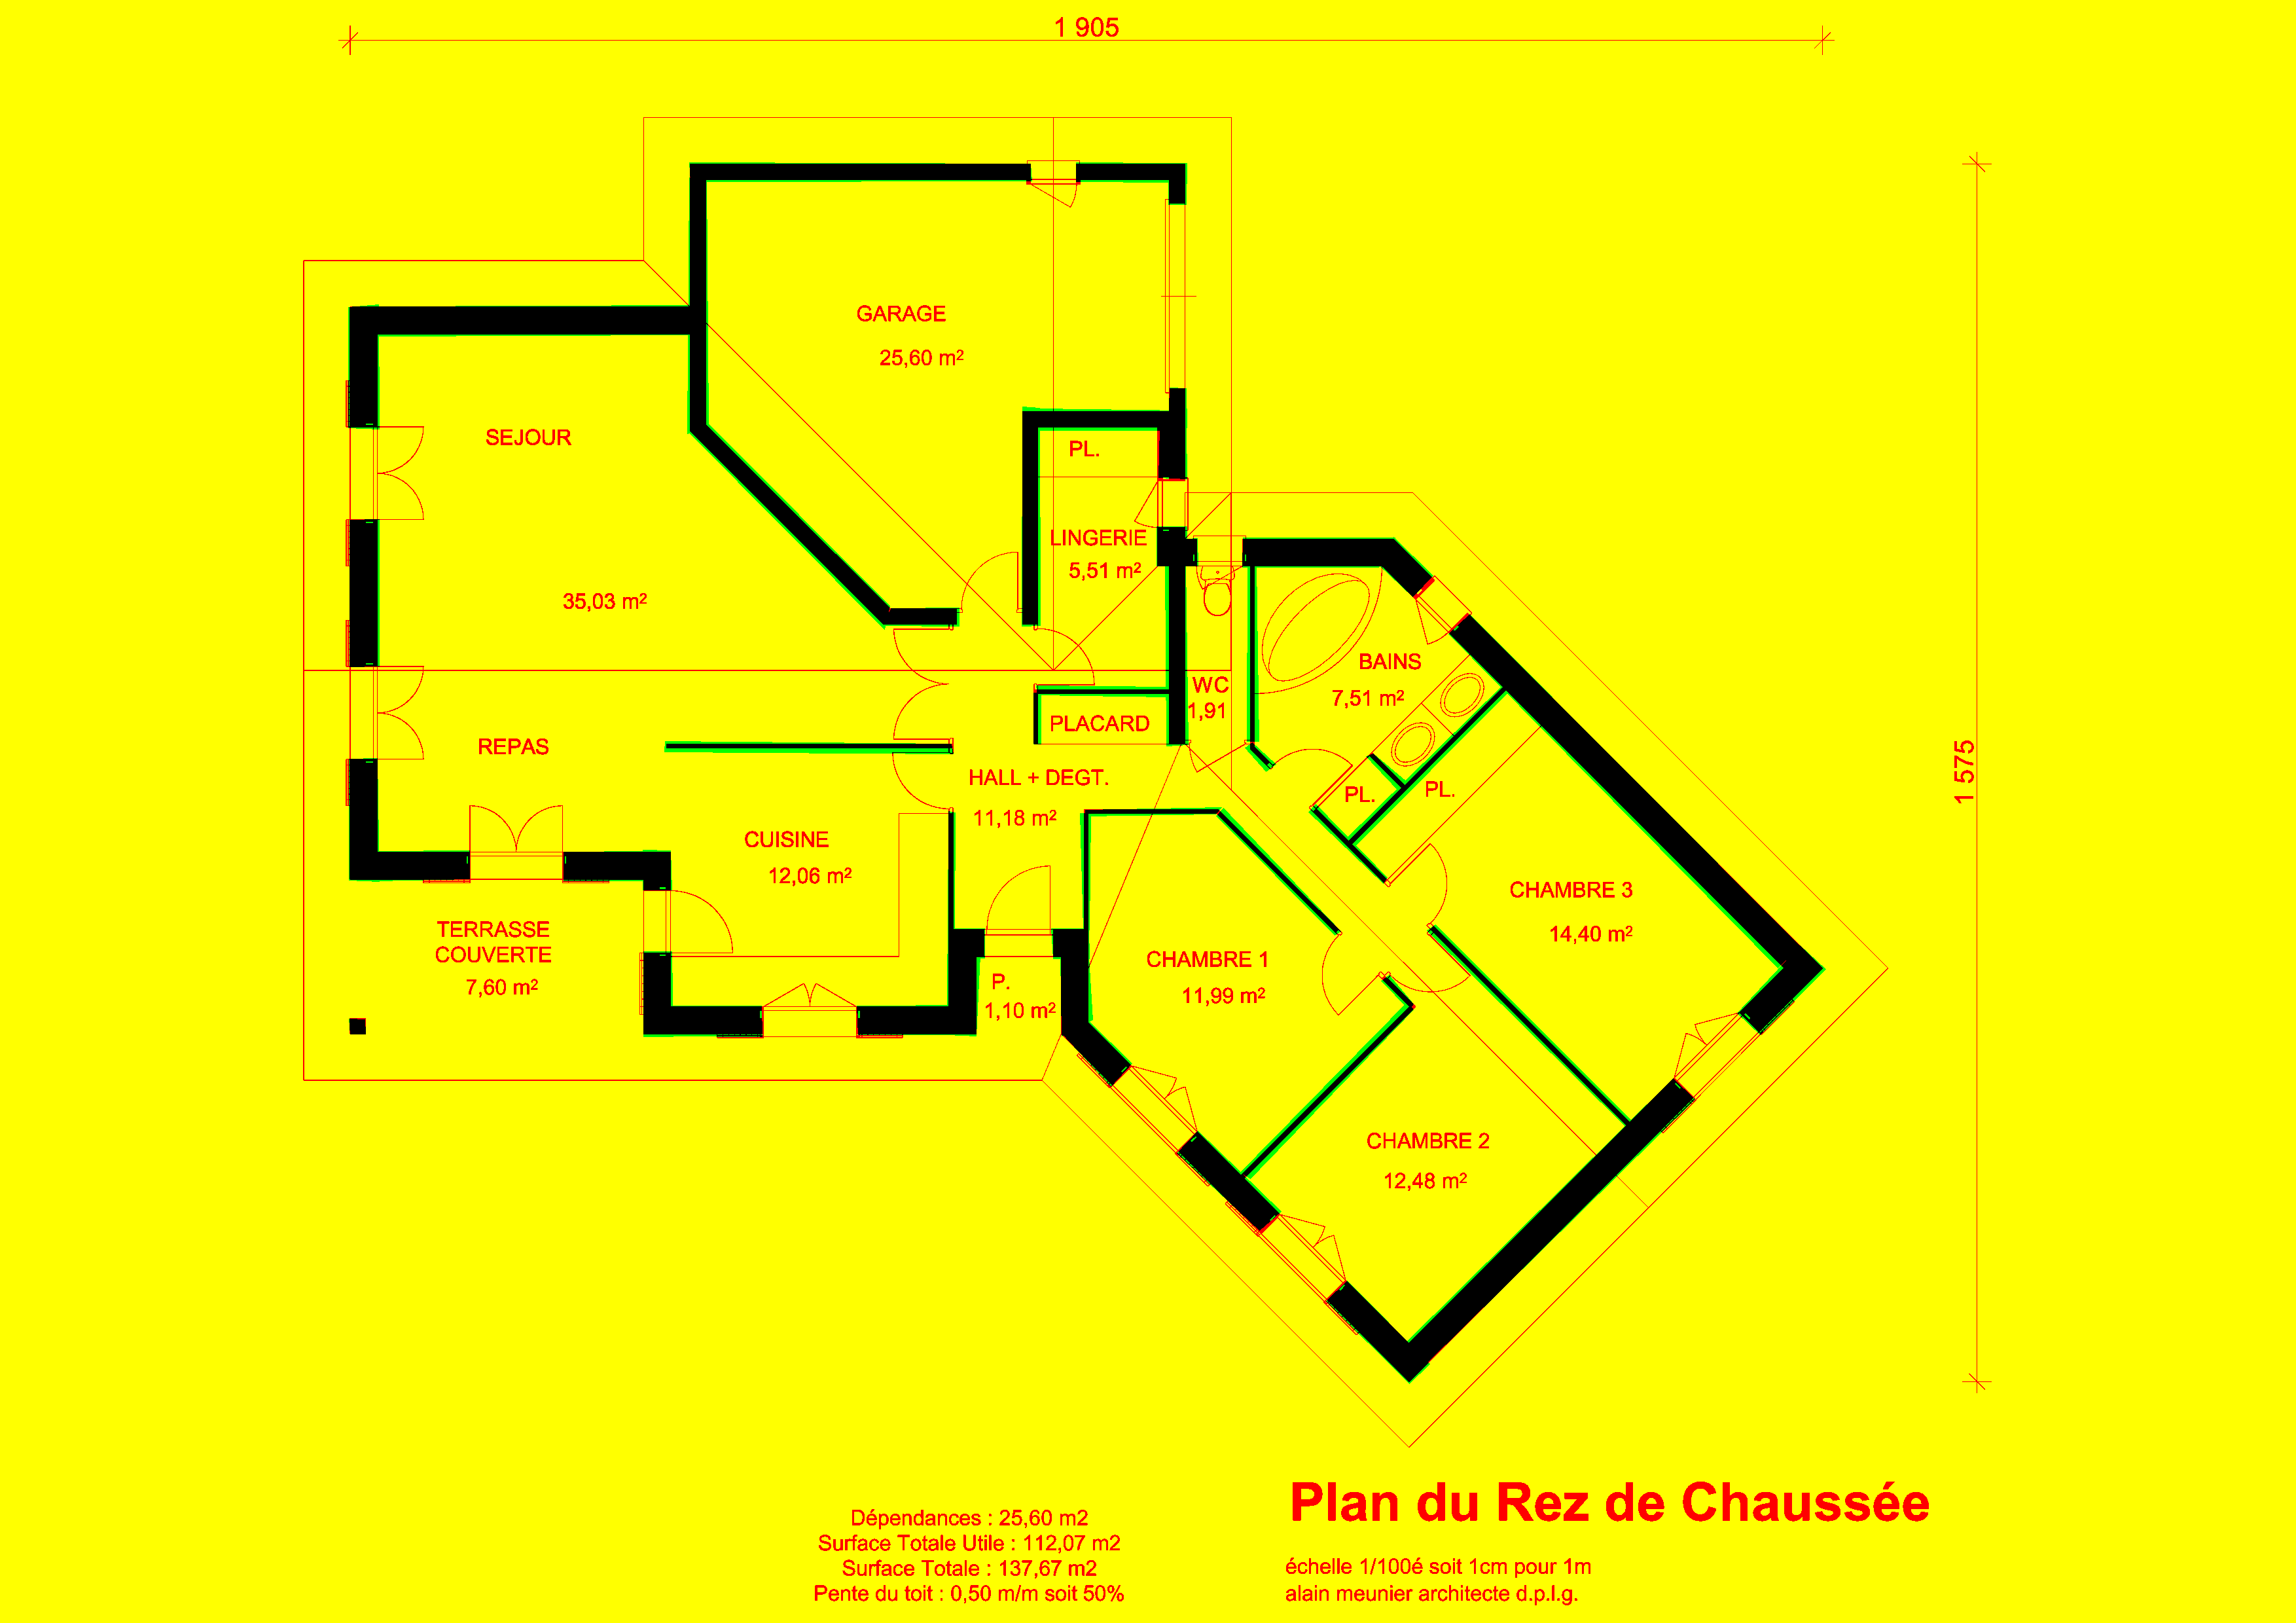 1 905
GARAGE
25,60 m²
SEJOUR
PL.
LINGERIE
5,51 m²
35,03 m²
BAINS
7,51 m²
WC
1,91
PLACARD
REPAS
HALL + DEGT.
11,18 m²
PL.
PL.
1 575
CUISINE
12,06 m²
CHAMBRE 3
14,40 m²
TERRASSE
COUVERTE
7,60 m²
P.
1,10 m²
CHAMBRE 1
11,99 m²
CHAMBRE 2
12,48 m²
Plan du Rez de Chaussée
échelle 1/100é soit 1cm pour 1m
alain meunier architecte d.p.l.g.
Dépendances : 25,60 m2
Surface Totale Utile : 112,07 m2
Surface Totale : 137,67 m2
Pente du toit : 0,50 m/m soit 50%